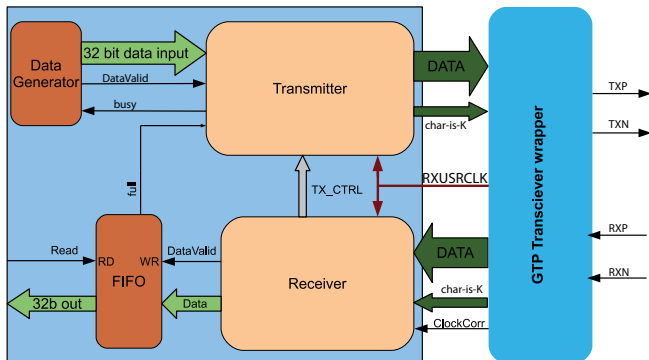 Data
Generator
32 bit data input
DataValid
busy
Transmitter
DATA
char-is-K
TXP
TXN
GTP Transciever wrapper
full
TX_CTRL
RXUSRCLK
Read
RD
WR
FIFO
DataValid
Data
32b out
Receiver
DATA
char-is-K
ClockCorr
RXP
RXN